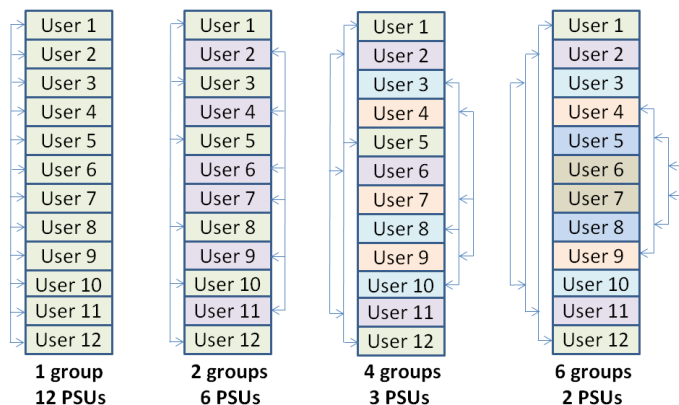 User 1
User 2
User 3
User 4
User 5
User 6
User 7
User 8
User 9
User 10
User 11
User 12
1 group
12 PSUs
User 1
User 2
User 3
User 4
User 5
User 6
User 7
User 8
User 9
User 10
User 11
User 12
2 groups
6 PSUs
User 1
User 2
User 3
User 4
User 5
User 6
User 7
User 8
User 9
User 10
User 11
User 12
4 groups
3 PSUs
User 1
User 2
User 3
User 4
User 5
User 6
User 7
User 8
User 9
User 10
User 11
User 12
6 groups
2 PSUs